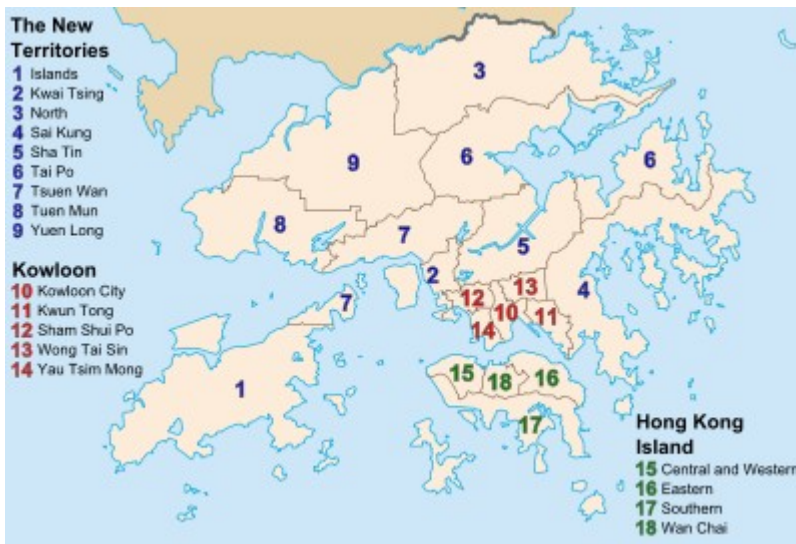 The New
Territories
1 Islands
2 Kwai Tsing
3 North
4 Sai Kung
5 Sha Tin
6 Tai Po
7 Tsuen Wan
8 Tuen Mun
9 Yuen Long
Kowloon
10 Kowloon City
11 Kwun Tong
12 Sham Shui Po
13 Wong Tai Sin
14 Yau Tsim Mong
3
9
6
6
8
7
5
2
13
4
12
10
11
7
14
15
18
16
1
17
Hong Kong
Island
15 Central and Western
16 Eastern
17 Southern
18 Wan Chai